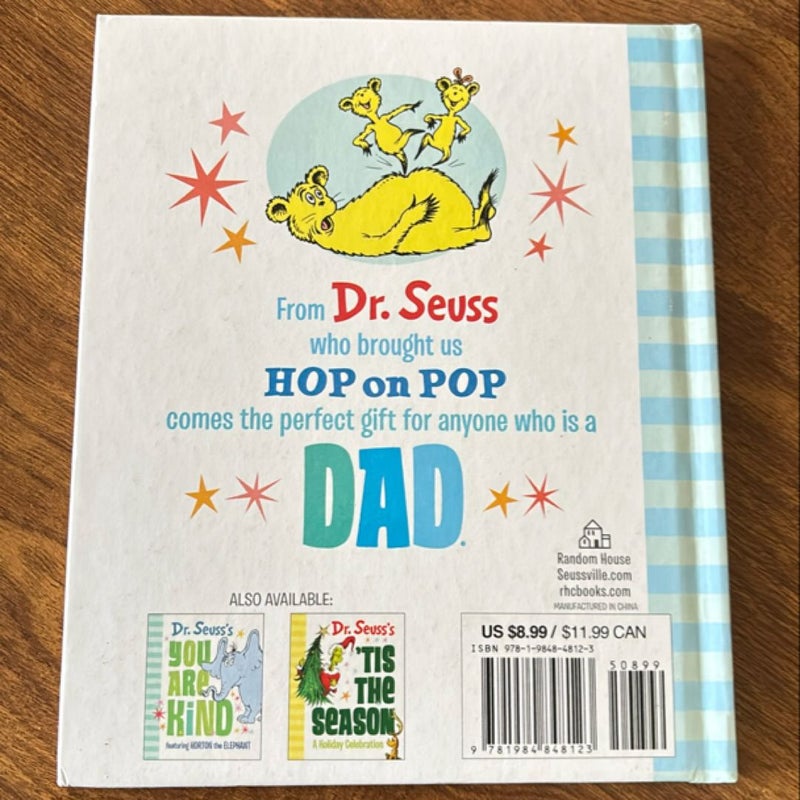 From Dr. Seuss
who brought us
HOP on POP
comes the perfect gift for anyone who is a
DAD.
Random House
Seussville.com
rhcbooks.com
MANUFACTURED IN CHINA
ALSO AVAILABLE:
Dr. Seuss's
YOU
ARE
KiND
featuring HORTON the ELEPHANT
Dr. Seuss's
'TIS
THE
SEASON
A Holiday Celebration
US $8.99 / $11.99 CAN
ISBN 978-1-9848-4812-3
50899
9 781984 848123